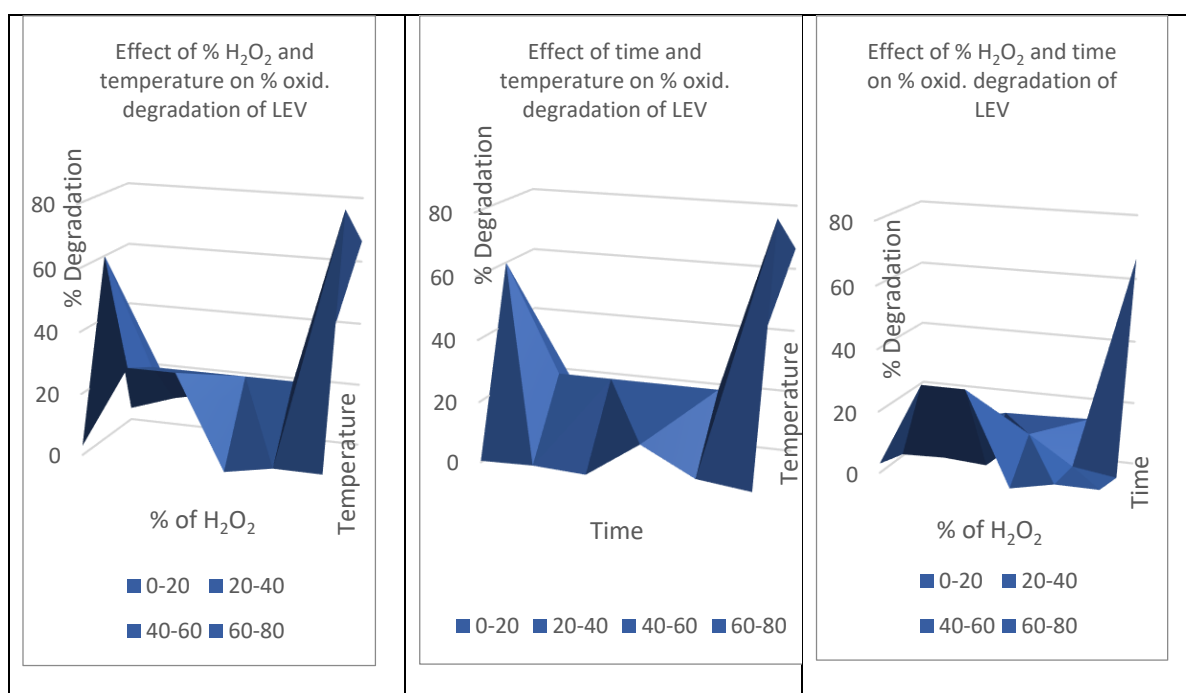 Effect of % H₂O₂ and
temperature on % oxid.
degradation of LEV
% Degradation
80
60
40
20
0
Temperature
% of H₂O₂
0-20 20-40
40-60 60-80
Effect of time and
temperature on % oxid.
degradation of LEV
% Degradation
80
60
40
20
0
Temperature
Time
0-20 20-40 40-60 60-80
Effect of % H₂O₂ and time
on % oxid. degradation of
LEV
% Degradation
80
60
40
20
0
Time
% of H₂O₂
0-20 20-40
40-60 60-80